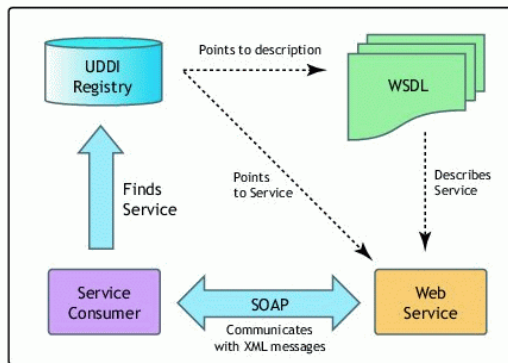 UDDI
Registry
Points to description
WSDL
Finds
Service
Points
to Service
Describes
Service
Service
Consumer
SOAP
Communicates
with XML messages
Web
Service